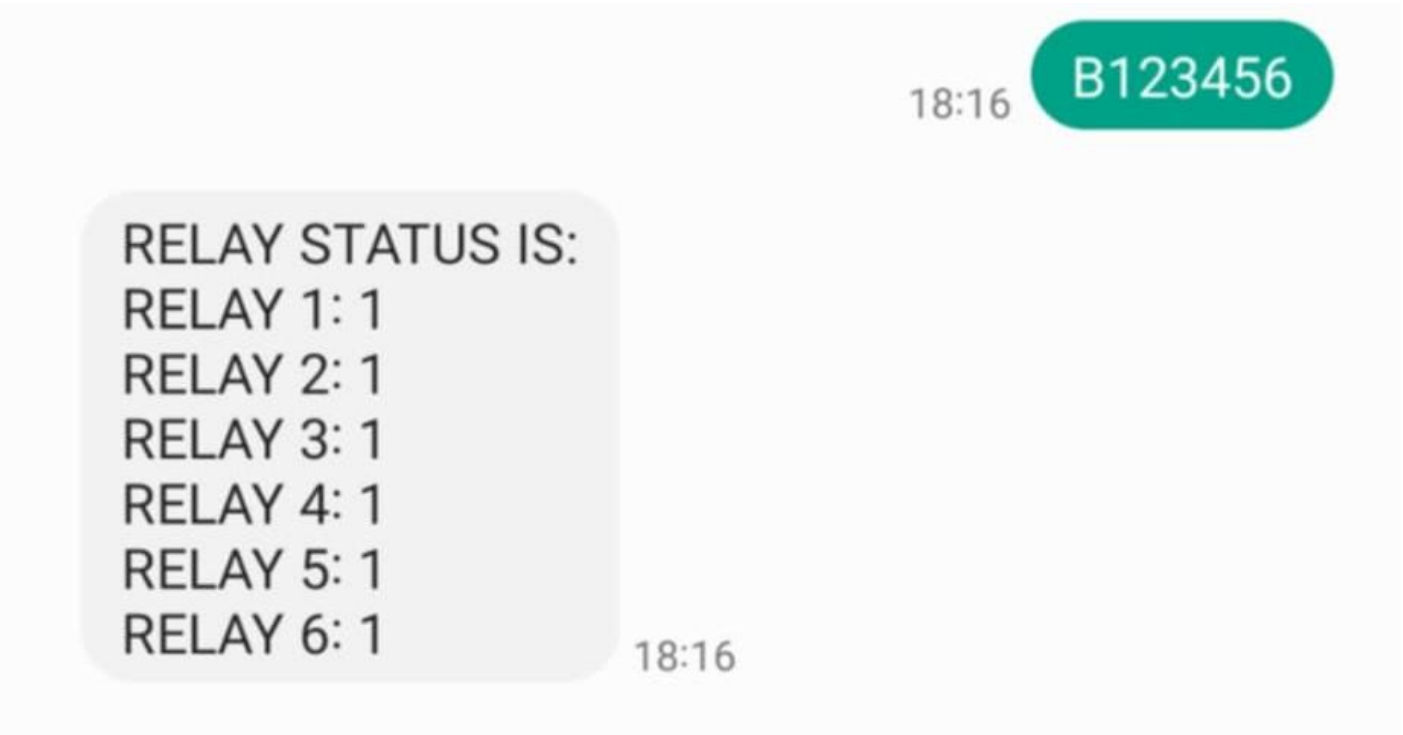 B123456
18:16
RELAY STATUS IS:
RELAY 1: 1
RELAY 2: 1
RELAY 3: 1
RELAY 4: 1
RELAY 5: 1
RELAY 6: 1
18:16